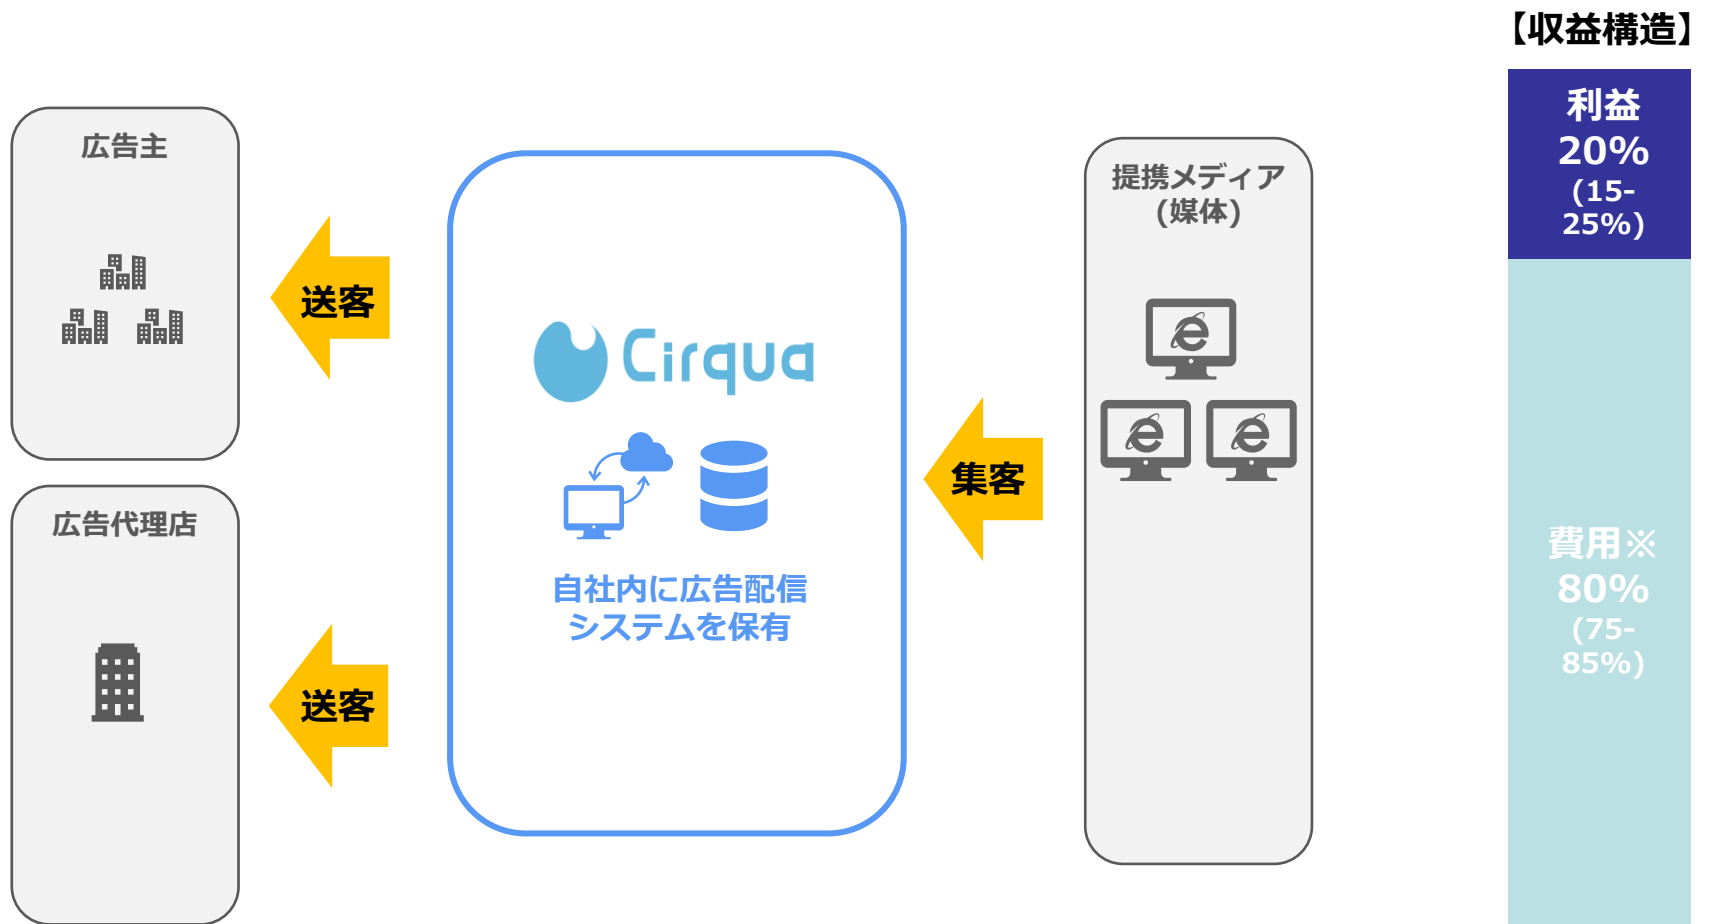 【収益構造】
利益
20%
(15-
25%)
広告主
提携メディア
(媒体)
送客
Cirqua
集客
広告代理店
費用※
80%
(75-
85%)
自社内に広告配信
システムを保有
送客